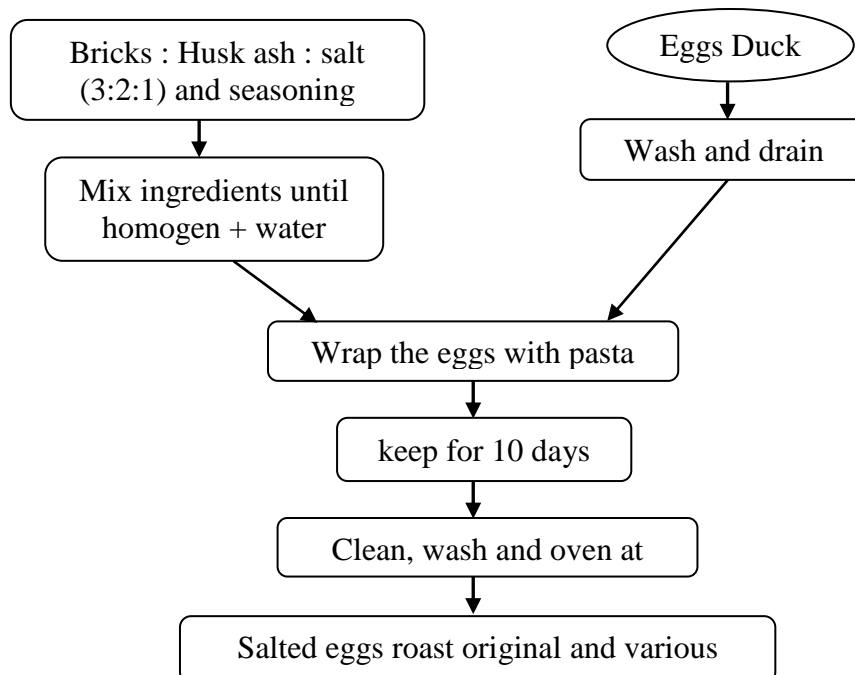 Bricks : Husk ash : salt
(3:2:1) and seasoning
Eggs Duck
Wash and drain
Mix ingredients until
homogen + water
Wrap the eggs with pasta
keep for 10 days
Clean, wash and oven at
Salted eggs roast original and various